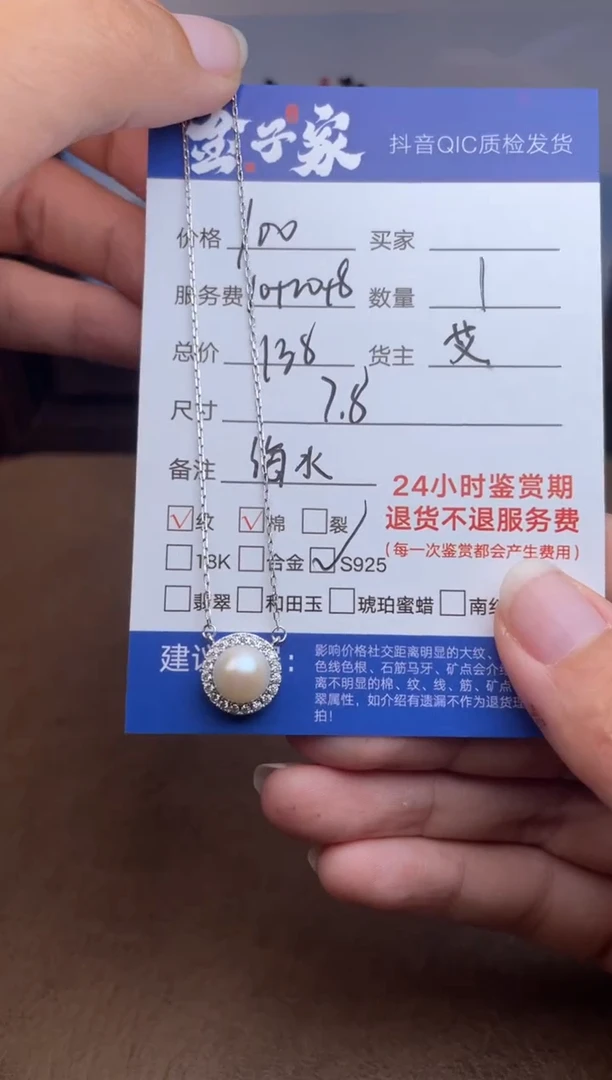 金子家 抖音QIC质检发货
价格 100 买家
服务费 10+20+8 数量 1
总价 138 货主 艾
尺寸 7.8
备注 海水
☑纹 ☑棉 ☐裂
☐18K ☐合金 ☑S925
☐翡翠 ☐和田玉 ☐琥珀蜜蜡 ☐南红
24小时鉴赏期
退货不退服务费
(每一次鉴赏都会产生费用)
建议
影响价格社交距离明显的大纹、
色线色根、石筋马牙、矿点会介绍
离不明显的棉、纹、线、筋、矿点
翠属性，如介绍有遗漏不作为退货理
拍！